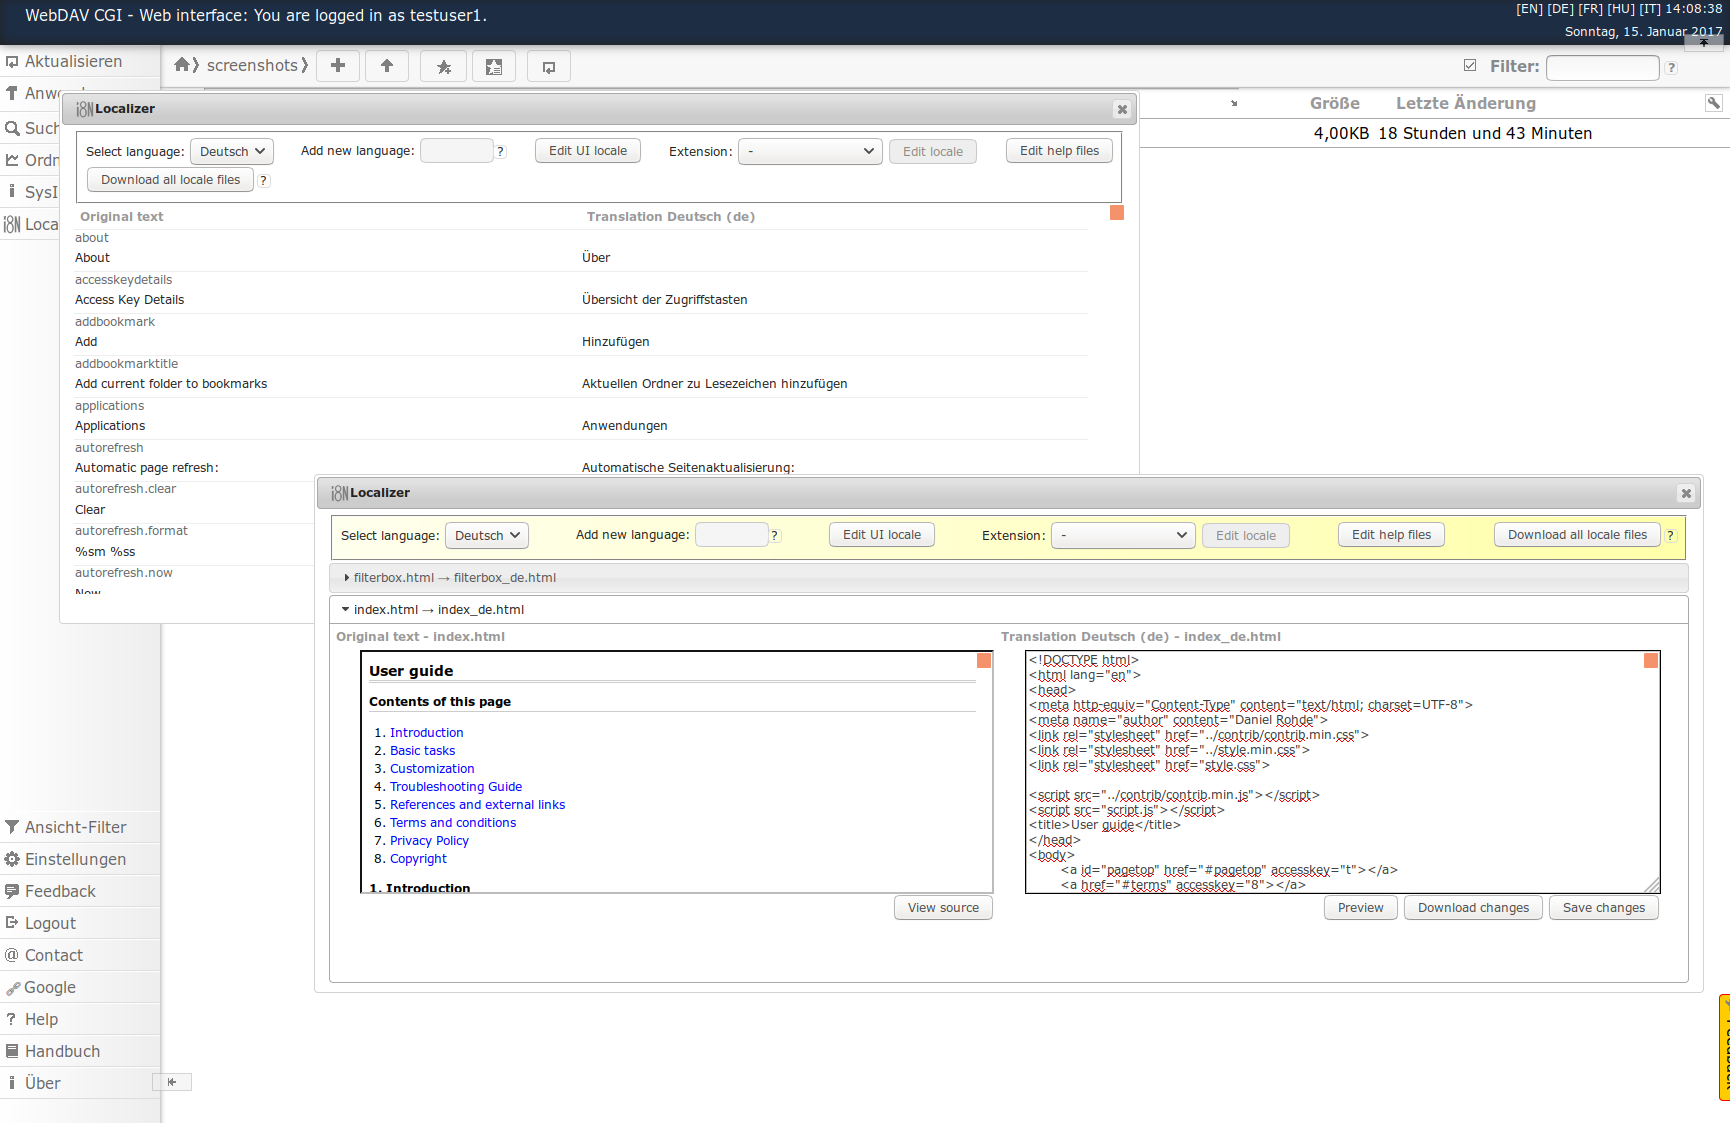 WebDAV CGI - Web interface: You are logged in as testuser1.
[EN] [DE] [FR] [HU] [IT] 14:08:38
Sonntag, 15. Januar 2017
Aktualisieren
screenshots
Filter:
?
Größe
Letzte Änderung
4,00KB
18 Stunden und 43 Minuten
Such
Ordn
SysI
i8N Loca
Ansicht-Filter
Einstellungen
Feedback
Logout
@ Contact
Google
? Help
Handbuch
Über
i8N Localizer
Select language:
Deutsch
Add new language:
?
Edit UI locale
Extension:
-
Edit locale
Edit help files
Download all locale files
?
Original text
Translation Deutsch (de)
about
About
Über
accesskeydetails
Access Key Details
Übersicht der Zugriffstasten
addbookmark
Add
Hinzufügen
addbookmarktitle
Add current folder to bookmarks
Aktuellen Ordner zu Lesezeichen hinzufügen
applications
Applications
Anwendungen
autorefresh
Automatic page refresh:
Automatische Seitenaktualisierung:
autorefresh.clear
Clear
autorefresh.format
%sm %ss
autorefresh.now
Now
i8N Localizer
Select language:
Deutsch
Add new language:
?
Edit UI locale
Extension:
-
Edit locale
Edit help files
Download all locale files
?
filterbox.html → filterbox_de.html
index.html → index_de.html
Original text - index.html
User guide
Contents of this page
1. Introduction
2. Basic tasks
3. Customization
4. Troubleshooting Guide
5. References and external links
6. Terms and conditions
7. Privacy Policy
8. Copyright
1. Introduction
View source
Translation Deutsch (de) - index_de.html
<!DOCTYPE html>
<html lang="en">
<head>
<meta http-equiv="Content-Type" content="text/html; charset=UTF-8">
<meta name="author" content="Daniel Rohde">
<link rel="stylesheet" href="../contrib/contrib.min.css">
<link rel="stylesheet" href="../style.min.css">
<link rel="stylesheet" href="style.css">
<script src="../contrib/contrib.min.js"></script>
<script src="script.js"></script>
<title>User guide</title>
</head>
<body>
<a id="pagetop" href="#pagetop" accesskey="t"></a>
<a href="#terms" accesskey="8"></a>
Preview
Download changes
Save changes